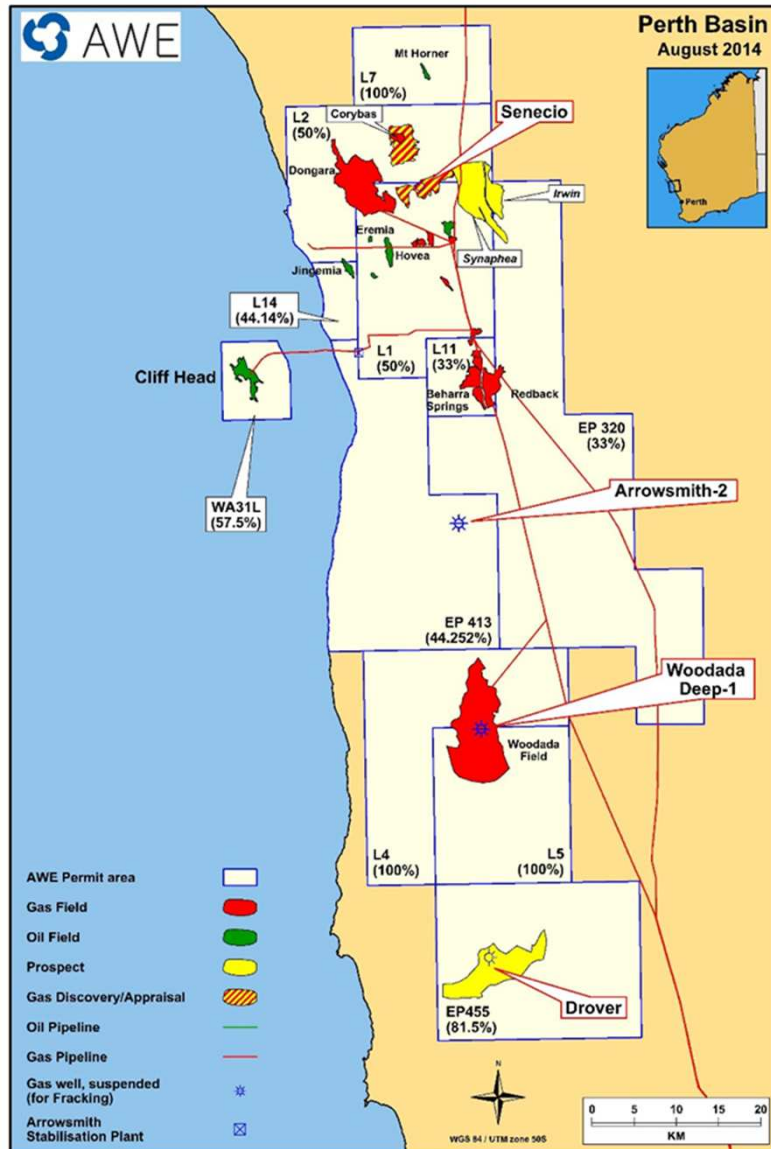 AWE
Perth Basin
August 2014
Perth
Mt Horner
L7
(100%)
L2
(50%)
Corybas
Senecio
Dongara
Irwin
Eremia
Hovea
Synaphea
Jingemia
L14
(44.14%)
L1
(50%)
L11
(33%)
Cliff Head
Beharra
Springs
Redback
EP 320
(33%)
WA31L
(57.5%)
Arrowsmith-2
EP 413
(44.252%)
Woodada
Deep-1
Woodada
Field
L4
(100%)
L5
(100%)
EP455
(81.5%)
Drover
AWE Permit area
Gas Field
Oil Field
Prospect
Gas Discovery/Appraisal
Oil Pipeline
Gas Pipeline
Gas well, suspended
(for Fracking)
Arrowsmith
Stabilisation Plant
N
WGS 84 / UTM zone 50S
0 5 10 15 20
KM